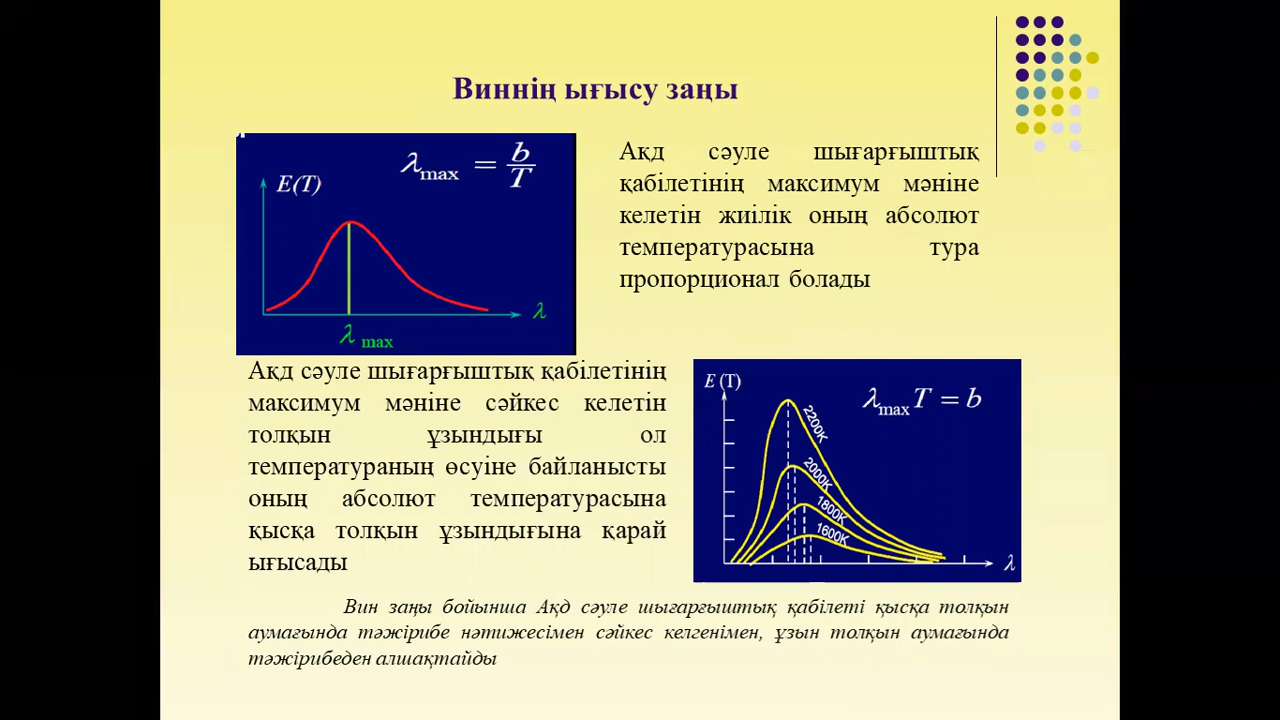 Виннің ығысу заңы
λmax = b/T
E(T)
λ
λ max
Ақд сәуле шығарғыштық
қабілетінің максимум мәніне
келетін жиілік оның абсолют
температурасына тура
пропорционал болады
Ақд сәуле шығарғыштық қабілетінің
максимум мәніне сәйкес келетін
толқын ұзындығы ол
температураның өсуіне байланысты
оның абсолют температурасына
қысқа толқын ұзындығына қарай
ығысады
E (T)
λmax T = b
2200K
2000K
1800K
1600K
λ
Вин заңы бойынша Ақд сәуле шығарғыштық қабілеті қысқа толқын
аумағында тәжірибе нәтижесімен сәйкес келгенімен, ұзын толқын аумағында
тәжірибеден алшақтайды